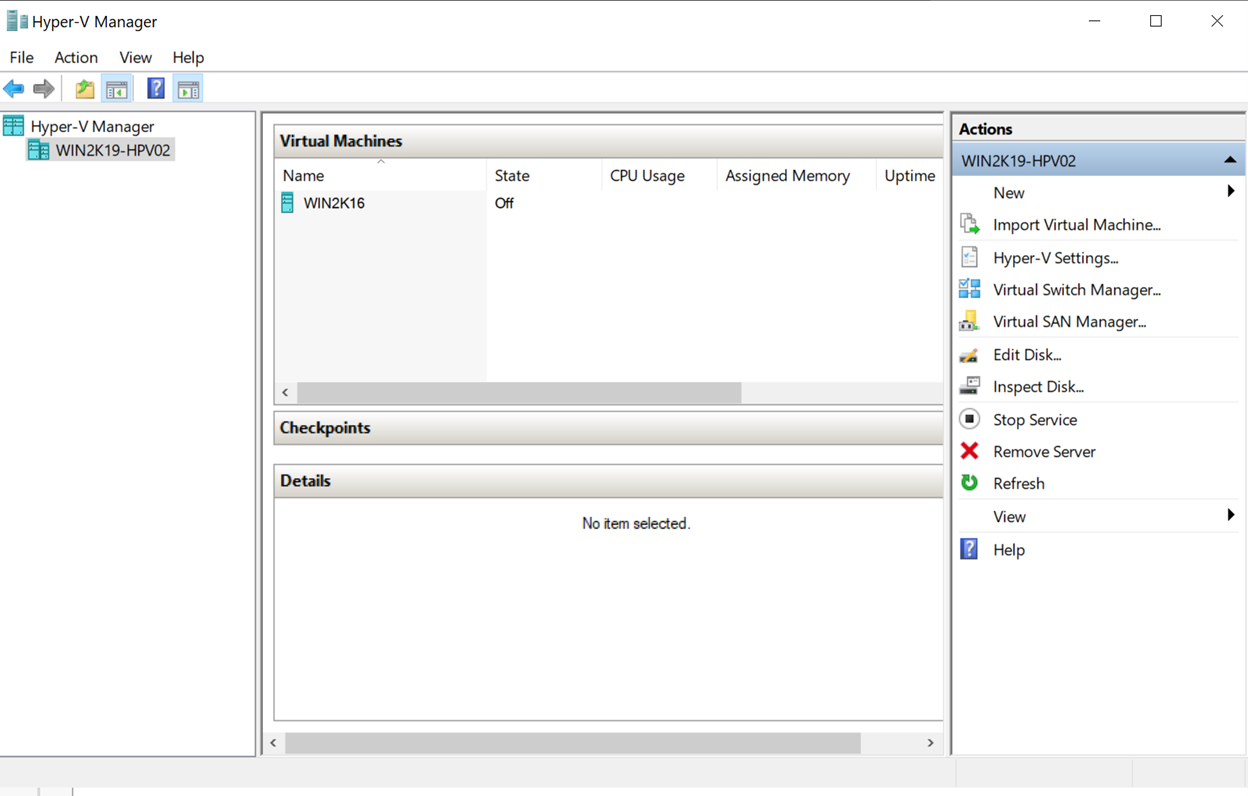 Hyper-V Manager
File Action View Help
Hyper-V Manager
WIN2K19-HPV02
Virtual Machines
Name State CPU Usage Assigned Memory Uptime
WIN2K16 Off
Checkpoints
Details
No item selected.
Actions
WIN2K19-HPV02
New
Import Virtual Machine...
Hyper-V Settings...
Virtual Switch Manager...
Virtual SAN Manager...
Edit Disk...
Inspect Disk...
Stop Service
Remove Server
Refresh
View
Help